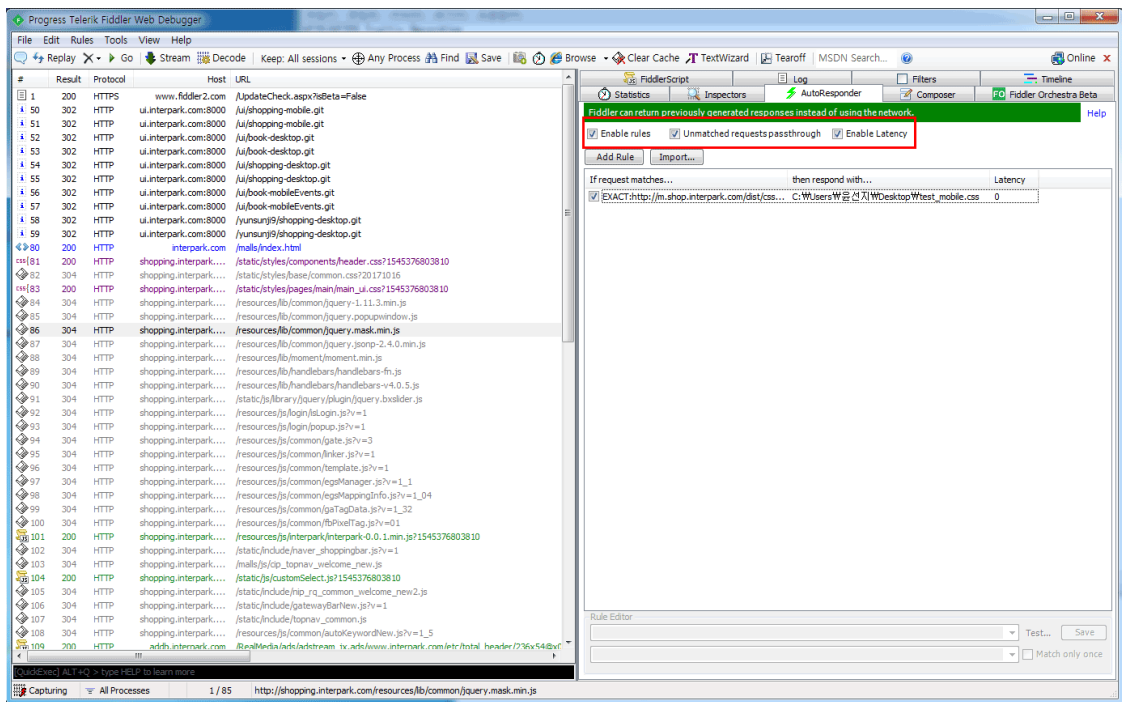 Progress Telerik Fiddler Web Debugger
File Edit Rules Tools View Help
Replay X Go Stream Decode Keep: All sessions Any Process Find Save Browse Clear Cache TextWizard Tearoff MSDN Search... Online x
# Result Protocol Host URL
1 200 HTTPS www.fiddler2.com /UpdateCheck.aspx?isBeta=False
50 302 HTTP ui.interpark.com:8000 /ui/shopping-mobile.git
51 302 HTTP ui.interpark.com:8000 /ui/shopping-mobile.git
52 302 HTTP ui.interpark.com:8000 /ui/book-desktop.git
53 302 HTTP ui.interpark.com:8000 /ui/book-desktop.git
54 302 HTTP ui.interpark.com:8000 /ui/shopping-desktop.git
55 302 HTTP ui.interpark.com:8000 /ui/shopping-desktop.git
56 302 HTTP ui.interpark.com:8000 /ui/book-mobileEvents.git
57 302 HTTP ui.interpark.com:8000 /ui/book-mobileEvents.git
58 302 HTTP ui.interpark.com:8000 /yunsunji9/shopping-desktop.git
59 302 HTTP ui.interpark.com:8000 /yunsunji9/shopping-desktop.git
80 200 HTTP interpark.com /malls/index.html
81 200 HTTP shopping.interpark.... /static/styles/components/header.css?1545376803810
82 304 HTTP shopping.interpark.... /static/styles/base/common.css?20171016
83 200 HTTP shopping.interpark.... /static/styles/pages/main/main_ui.css?1545376803810
84 304 HTTP shopping.interpark.... /resources/lib/common/jquery-1.11.3.min.js
85 304 HTTP shopping.interpark.... /resources/lib/common/jquery.popupwindow.js
86 304 HTTP shopping.interpark.... /resources/lib/common/jquery.mask.min.js
87 304 HTTP shopping.interpark.... /resources/lib/common/jquery.jsonp-2.4.0.min.js
88 304 HTTP shopping.interpark.... /resources/lib/moment/moment.min.js
89 304 HTTP shopping.interpark.... /resources/lib/handlebars/handlebars-fn.js
90 304 HTTP shopping.interpark.... /resources/lib/handlebars/handlebars-v4.0.5.js
91 304 HTTP shopping.interpark.... /static/js/library/jquery/plugin/jquery.bxslider.js
92 304 HTTP shopping.interpark.... /resources/js/login/isLogin.js?v=1
93 304 HTTP shopping.interpark.... /resources/js/login/popup.js?v=1
94 304 HTTP shopping.interpark.... /resources/js/common/gate.js?v=3
95 304 HTTP shopping.interpark.... /resources/js/common/linker.js?v=1
96 304 HTTP shopping.interpark.... /resources/js/common/template.js?v=1
97 304 HTTP shopping.interpark.... /resources/js/common/egsManager.js?v=1_1
98 304 HTTP shopping.interpark.... /resources/js/common/egsMappingInfo.js?v=1_04
99 304 HTTP shopping.interpark.... /resources/js/common/gaTagData.js?v=1_32
100 304 HTTP shopping.interpark.... /resources/js/common/fbPixelTag.js?v=01
101 200 HTTP shopping.interpark.... /resources/js/interpark/interpark-0.0.1.min.js?1545376803810
102 304 HTTP shopping.interpark.... /static/include/naver_shoppingbar.js?v=1
103 304 HTTP shopping.interpark.... /malls/js/cip_topnav_welcome_new.js
104 200 HTTP shopping.interpark.... /static/js/customSelect.js?1545376803810
105 304 HTTP shopping.interpark.... /static/include/nip_rq_common_welcome_new2.js
106 304 HTTP shopping.interpark.... /static/include/gatewayBarNew.js?v=1
107 304 HTTP shopping.interpark.... /static/include/topnav_common.js
108 304 HTTP shopping.interpark.... /resources/js/common/autoKeywordNew.js?v=1_5
109 200 HTTP addb.interpark.com /RealMedia/ads/adstream_jx.ads/www.interpark.com/etc/total_header/236x54@x0
[QuickExec] ALT+Q > type HELP to learn more
Capturing All Processes 1 / 85 http://shopping.interpark.com/resources/lib/common/jquery.mask.min.js
FiddlerScript Log Filters Timeline
Statistics Inspectors AutoResponder Composer FO Fiddler Orchestra Beta
Fiddler can return previously generated responses instead of using the network. Help
Enable rules Unmatched requests passthrough Enable Latency
Add Rule Import...
If request matches... then respond with... Latency
EXACT:http://m.shop.interpark.com/dist/css... C:₩Users₩윤선지₩Desktop₩test_mobile.css 0
Rule Editor
Test... Save
Match only once